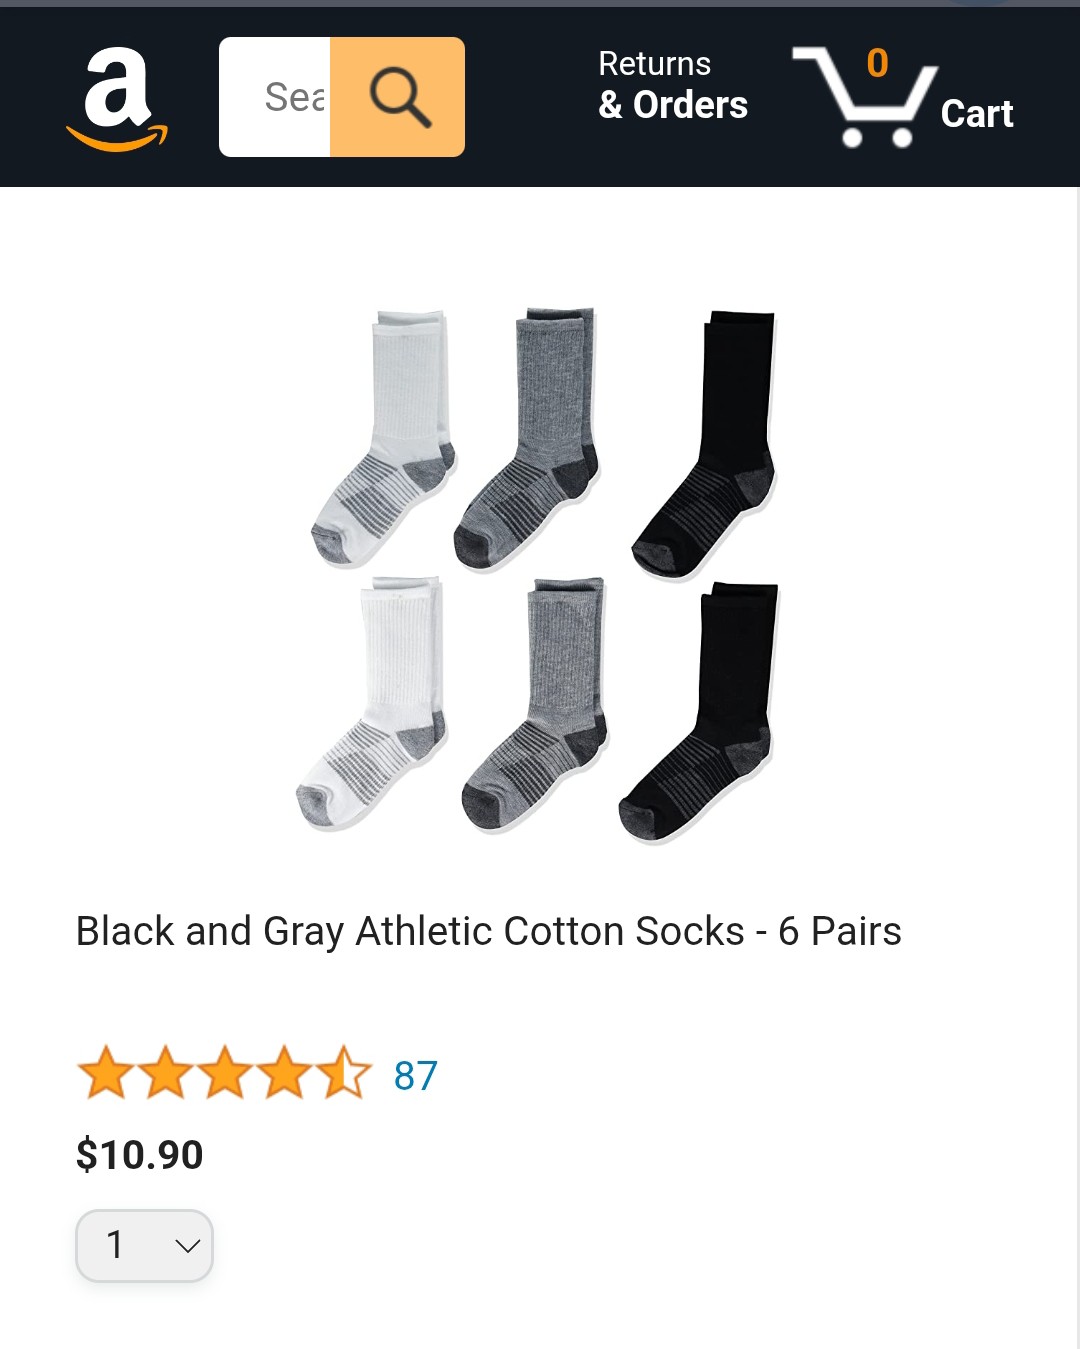 a
Sea
Returns
& Orders
0
Cart
Black and Gray Athletic Cotton Socks - 6 Pairs
87
$10.90
1